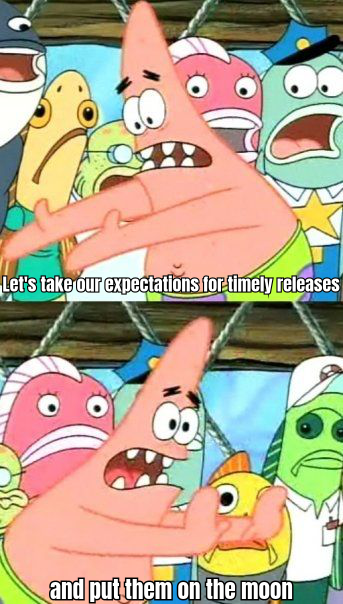 Let's take our expectations for timely releases
and put them on the moon